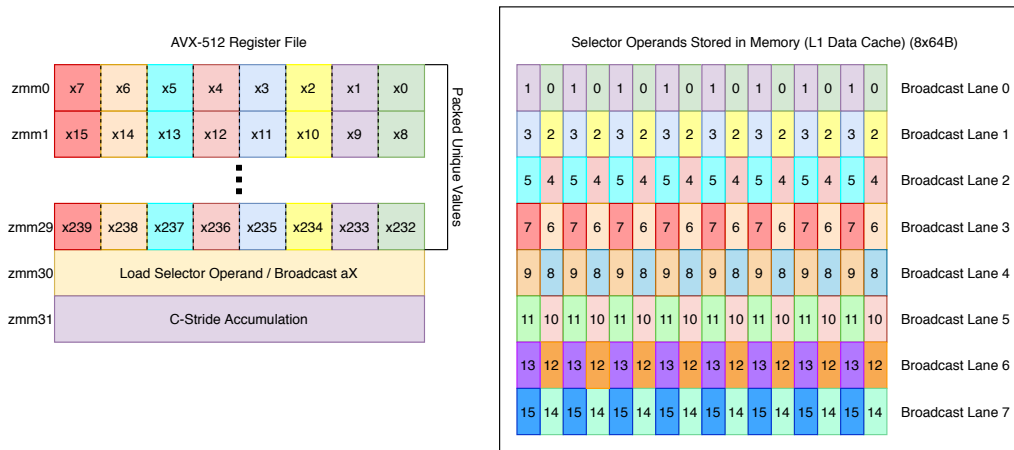 AVX-512 Register File
zmm0 x7 x6 x5 x4 x3 x2 x1 x0
zmm1 x15 x14 x13 x12 x11 x10 x9 x8
zmm29 x239 x238 x237 x236 x235 x234 x233 x232
zmm30 Load Selector Operand / Broadcast aX
zmm31 C-Stride Accumulation
Packed Unique Values
Selector Operands Stored in Memory (L1 Data Cache) (8x64B)
1 0 1 0 1 0 1 0 1 0 1 0 1 0 1 0 Broadcast Lane 0
3 2 3 2 3 2 3 2 3 2 3 2 3 2 3 2 Broadcast Lane 1
5 4 5 4 5 4 5 4 5 4 5 4 5 4 5 4 Broadcast Lane 2
7 6 7 6 7 6 7 6 7 6 7 6 7 6 7 6 Broadcast Lane 3
9 8 9 8 9 8 9 8 9 8 9 8 9 8 9 8 Broadcast Lane 4
11 10 11 10 11 10 11 10 11 10 11 10 11 10 11 10 Broadcast Lane 5
13 12 13 12 13 12 13 12 13 12 13 12 13 12 13 12 Broadcast Lane 6
15 14 15 14 15 14 15 14 15 14 15 14 15 14 15 14 Broadcast Lane 7